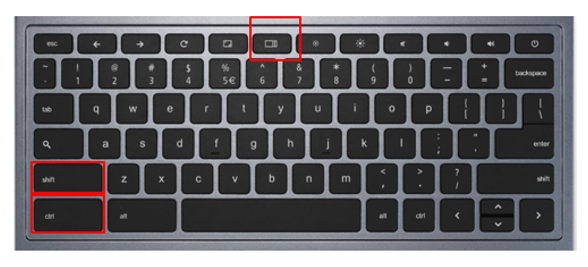 esc
~ ! 1 @ 2 # 3 $ 4 % 5 € ^ 6 & 7 * 8 ( 9 ) 0 — - + = backspace
tab q w e r t y u i o p { [ } ] | \
a s d f g h j k l : ; " ' enter
shift z x c v b n m < , > . ? / shift
ctrl alt alt ctrl